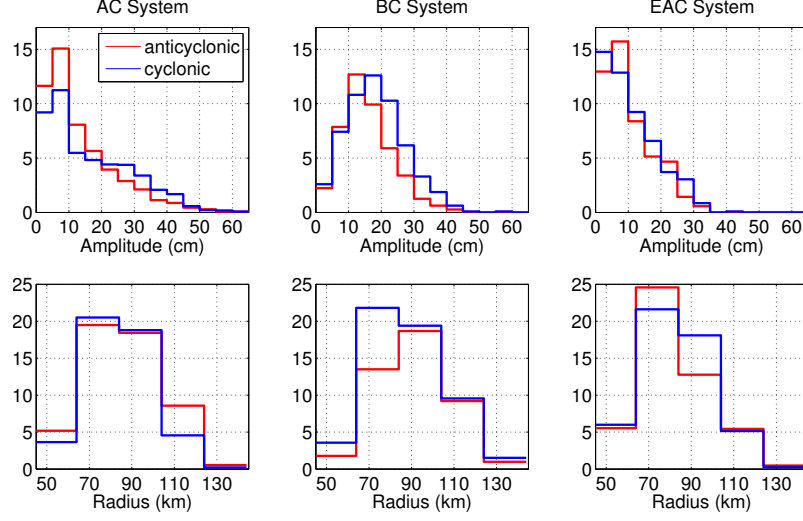 AC System BC System EAC System
15 15 15
anticyclonic
cyclonic
10 10 10
5 5 5
0 0 0
0 10 20 30 40 50 60 0 10 20 30 40 50 60 0 10 20 30 40 50 60
Amplitude (cm) Amplitude (cm) Amplitude (cm)
25 25 25
20 20 20
15 15 15
10 10 10
5 5 5
0 0 0
50 70 90 110 130 50 70 90 110 130 50 70 90 110 130
Radius (km) Radius (km) Radius (km)